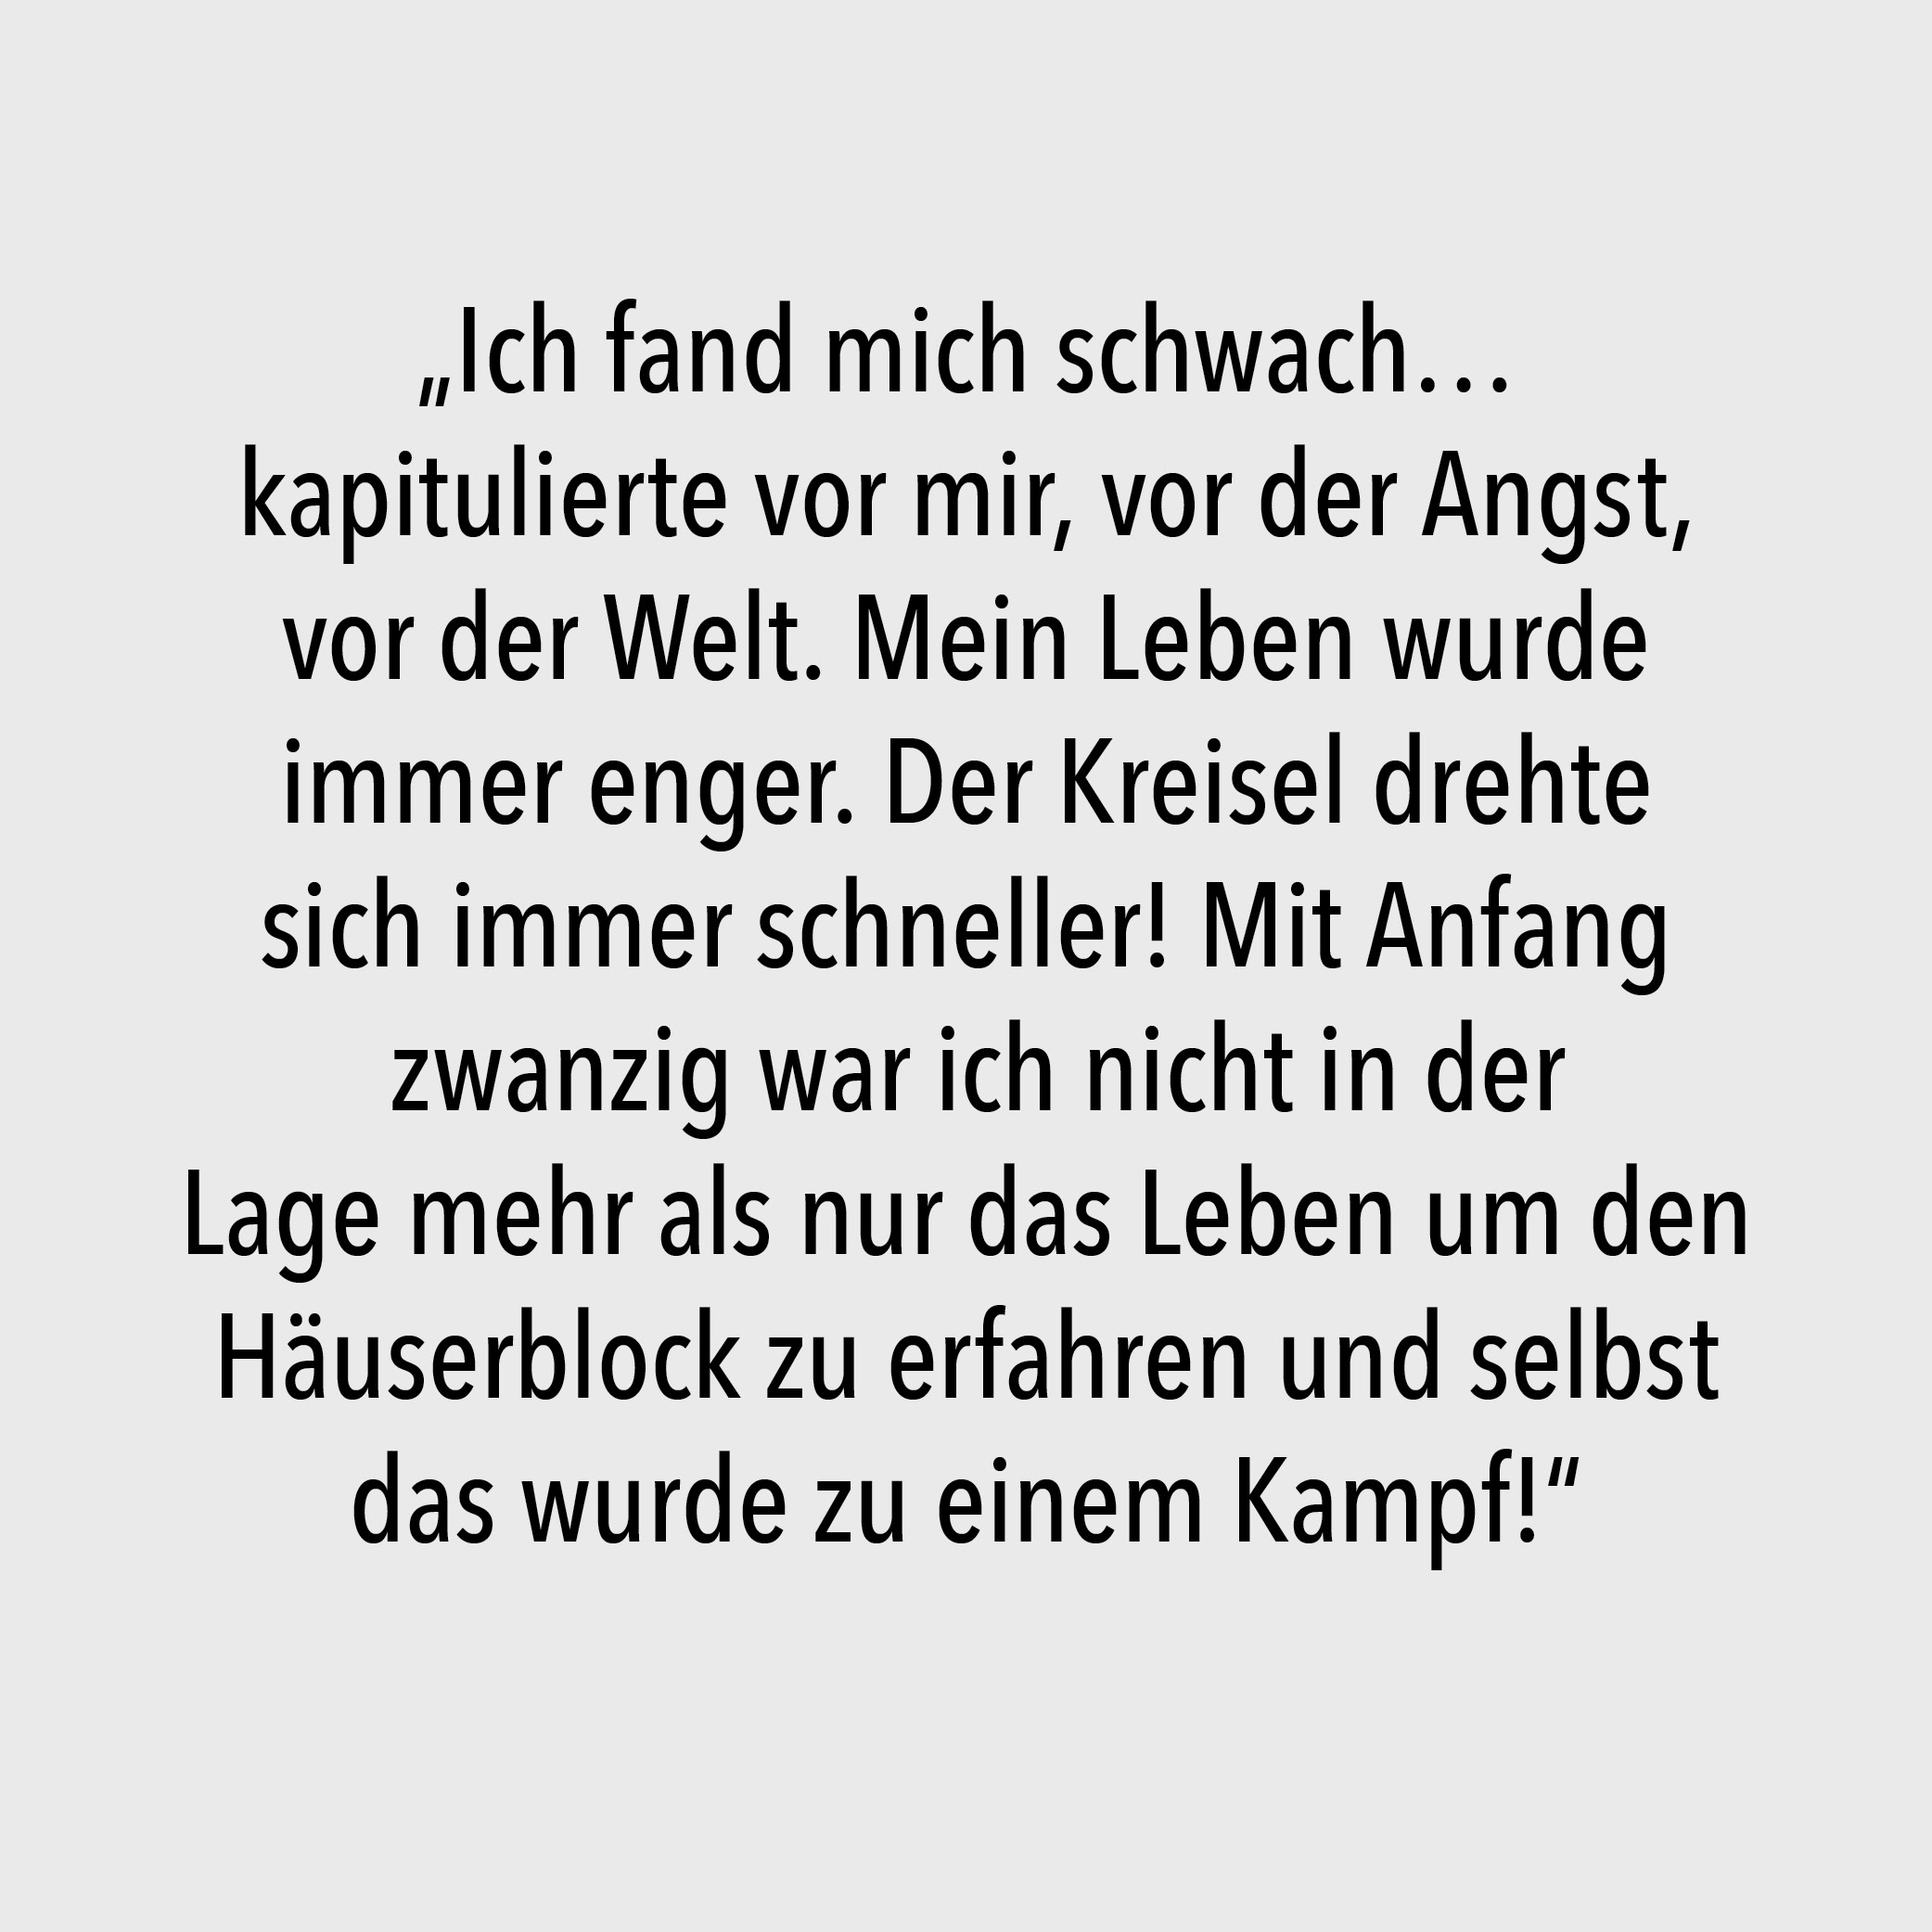 „Ich fand mich schwach…
kapitulierte vor mir, vor der Angst,
vor der Welt. Mein Leben wurde
immer enger. Der Kreisel drehte
sich immer schneller! Mit Anfang
zwanzig war ich nicht in der
Lage mehr als nur das Leben um den
Häuserblock zu erfahren und selbst
das wurde zu einem Kampf!“